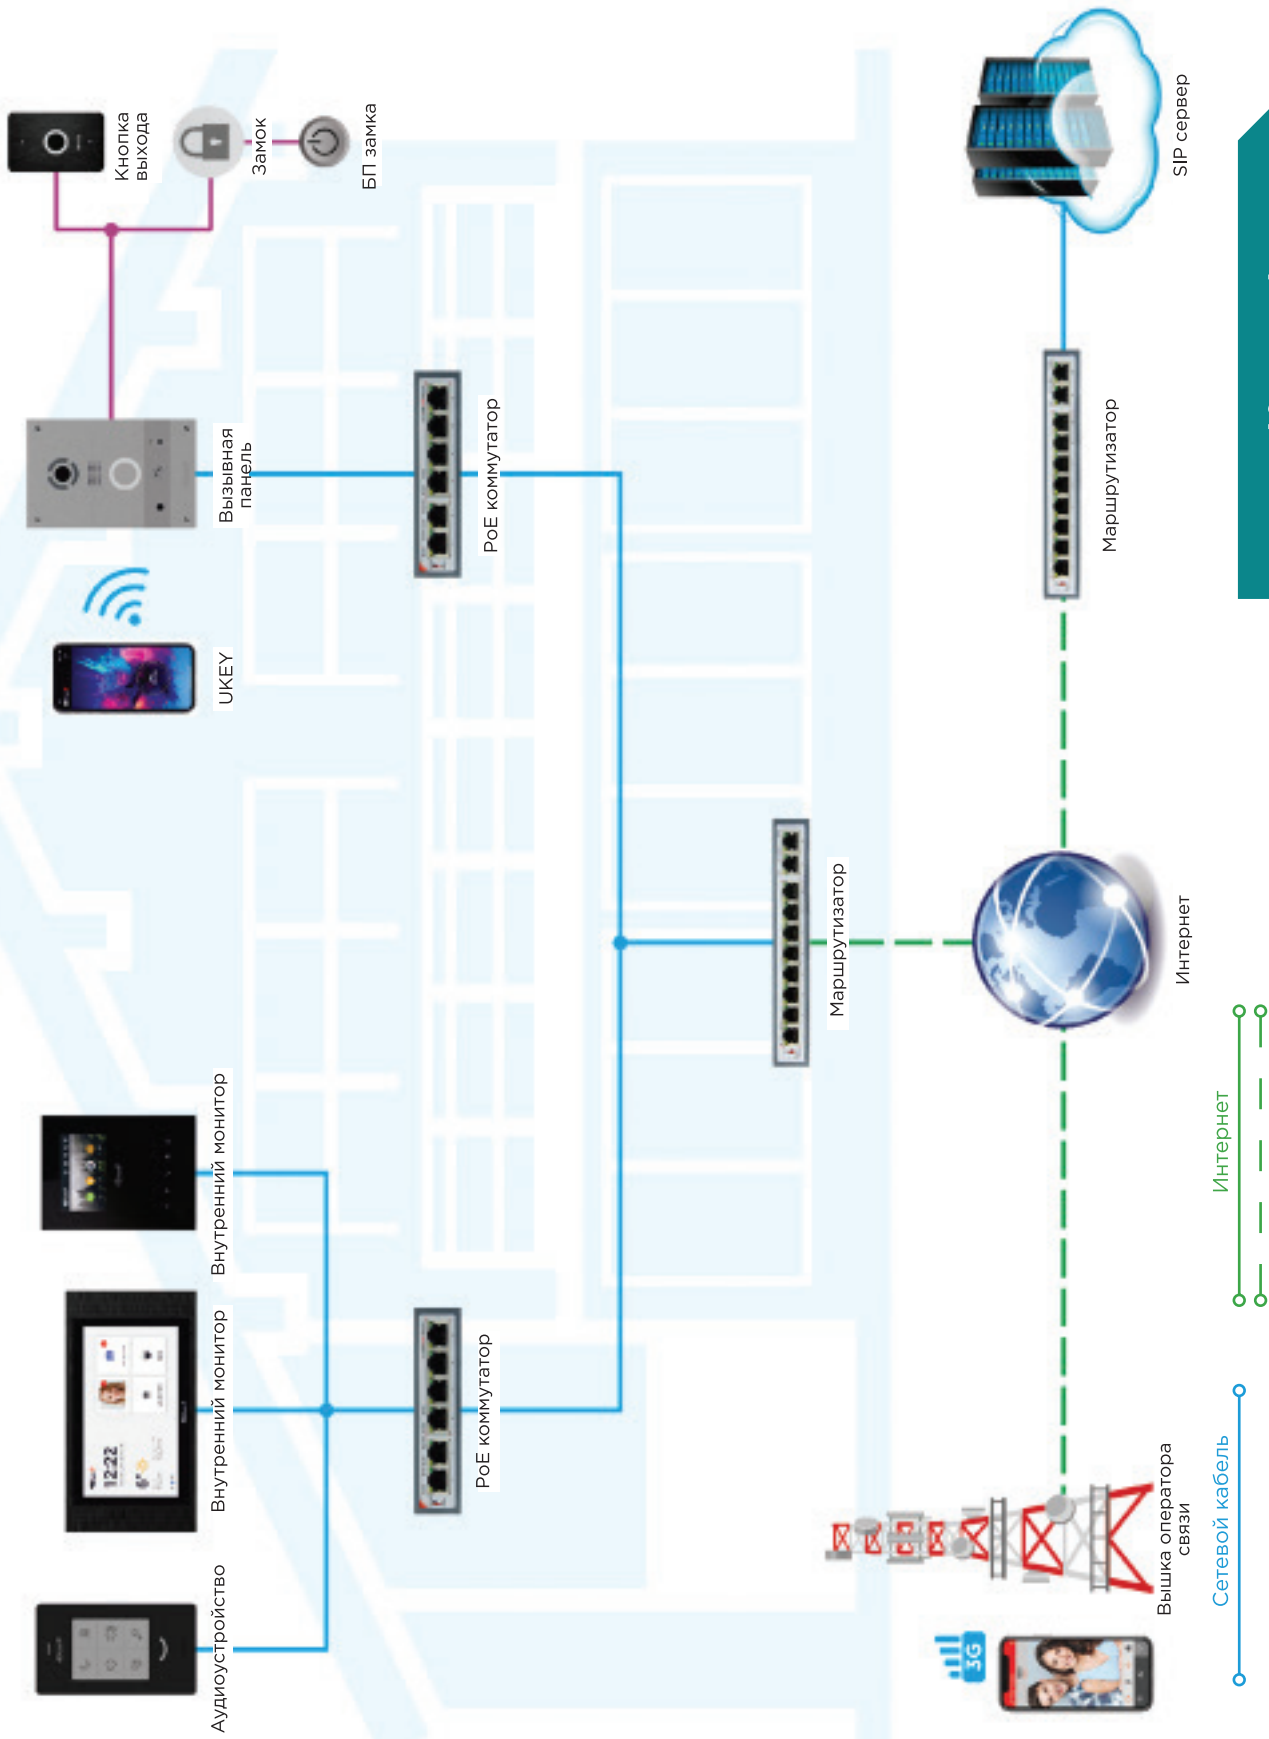 Аудиоустройство
Внутренний монитор
12:22
Внутренний монитор
UKEY
Вызывная
панель
Кнопка
выхода
Замок
БП замка
PoE коммутатор
PoE коммутатор
Маршрутизатор
3G
Вышка оператора
связи
Интернет
Маршрутизатор
SIP сервер
Сетевой кабель
Интернет